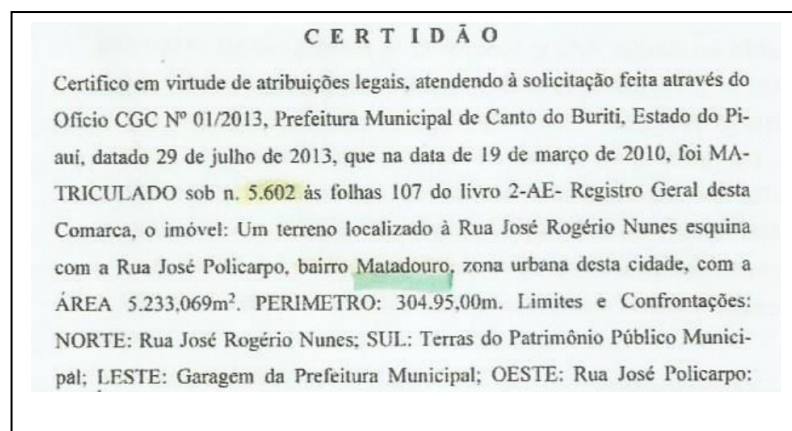 C E R T I D Ã O
Certifico em virtude de atribuições legais, atendendo à solicitação feita através do
Ofício CGC Nº 01/2013, Prefeitura Municipal de Canto do Buriti, Estado do Pi-
auí, datado 29 de julho de 2013, que na data de 19 de março de 2010, foi MA-
TRICULADO sob n. 5.602 às folhas 107 do livro 2-AE- Registro Geral desta
Comarca, o imóvel: Um terreno localizado à Rua José Rogério Nunes esquina
com a Rua José Policarpo, bairro Matadouro, zona urbana desta cidade, com a
ÁREA 5.233,069m². PERIMETRO: 304.95,00m. Limites e Confrontações:
NORTE: Rua José Rogério Nunes; SUL: Terras do Patrimônio Público Munici-
pal; LESTE: Garagem da Prefeitura Municipal; OESTE: Rua José Policarpo: